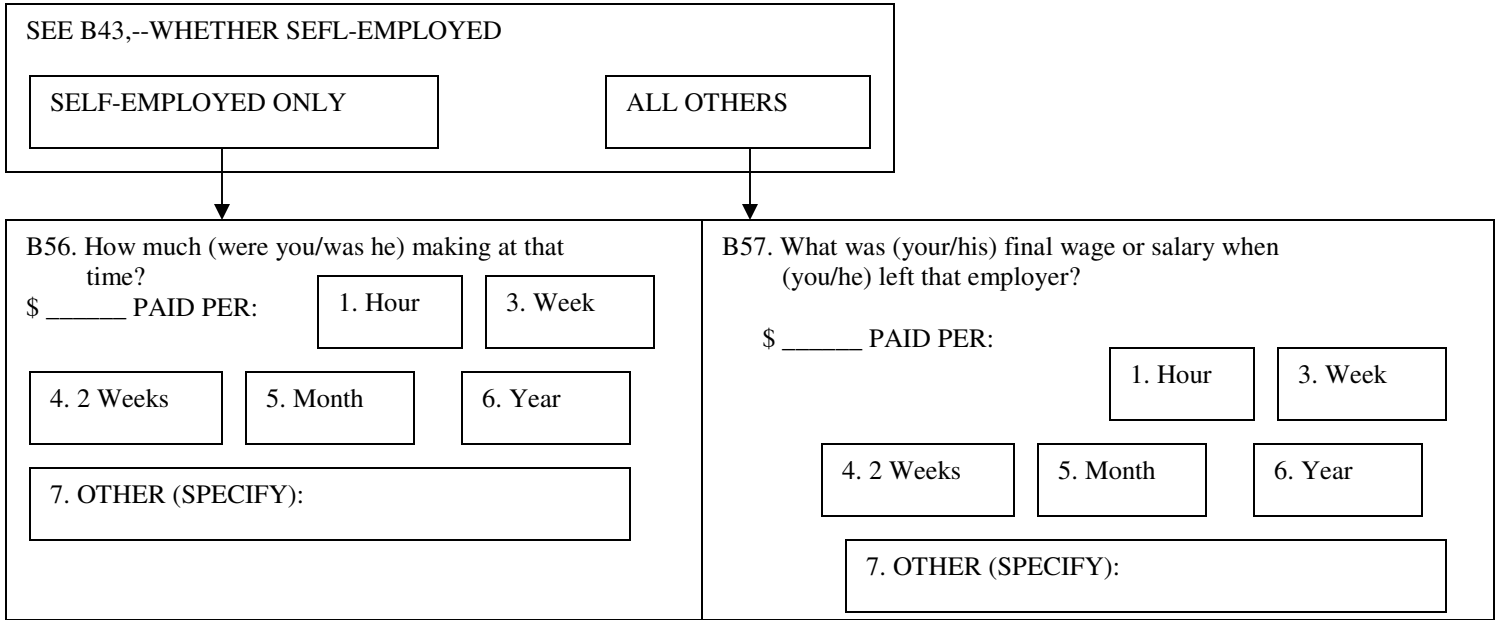 SEE B43,--WHETHER SEFL-EMPLOYED
SELF-EMPLOYED ONLY
ALL OTHERS
B56. How much (were you/was he) making at that
time?
$ ______ PAID PER:
1. Hour
3. Week
4. 2 Weeks
5. Month
6. Year
7. OTHER (SPECIFY):
B57. What was (your/his) final wage or salary when
(you/he) left that employer?
$ ______ PAID PER:
1. Hour
3. Week
4. 2 Weeks
5. Month
6. Year
7. OTHER (SPECIFY):